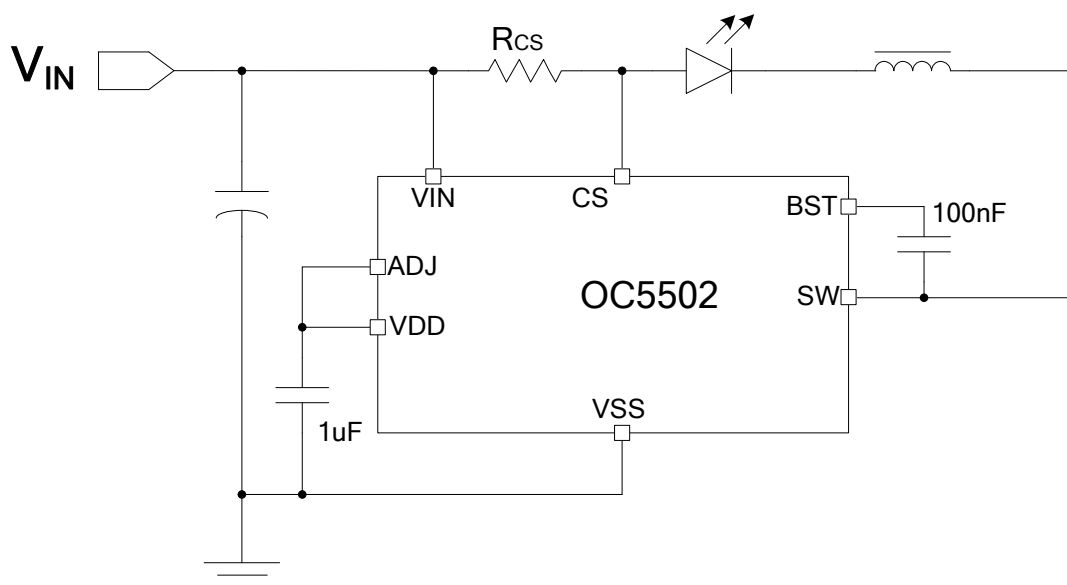 VIN
RCS
VIN
CS
BST
100nF
ADJ
OC5502
SW
VDD
VSS
1uF